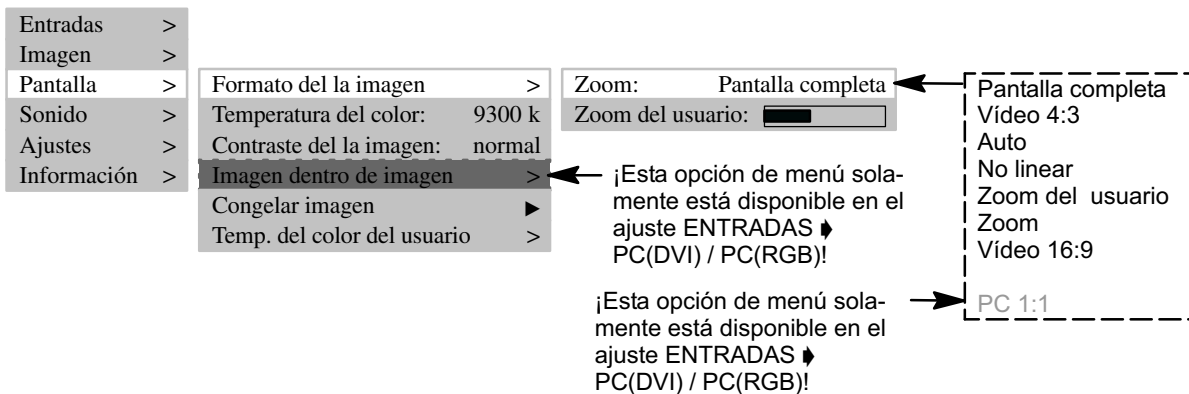 Entradas >
Imagen >
Pantalla >
Sonido >
Ajustes >
Información >
Formato del la imagen >
Temperatura del color: 9300 k
Contraste del la imagen: normal
Imagen dentro de imagen >
Congelar imagen ▶
Temp. del color del usuario >
Zoom: Pantalla completa
Zoom del usuario:
Pantalla completa
Vídeo 4:3
Auto
No linear
Zoom del usuario
Zoom
Vídeo 16:9
PC 1:1
¡Esta opción de menú sola-
mente está disponible en el
ajuste ENTRADAS ➧
PC(DVI) / PC(RGB)!
¡Esta opción de menú sola-
mente está disponible en el
ajuste ENTRADAS ➧
PC(DVI) / PC(RGB)!